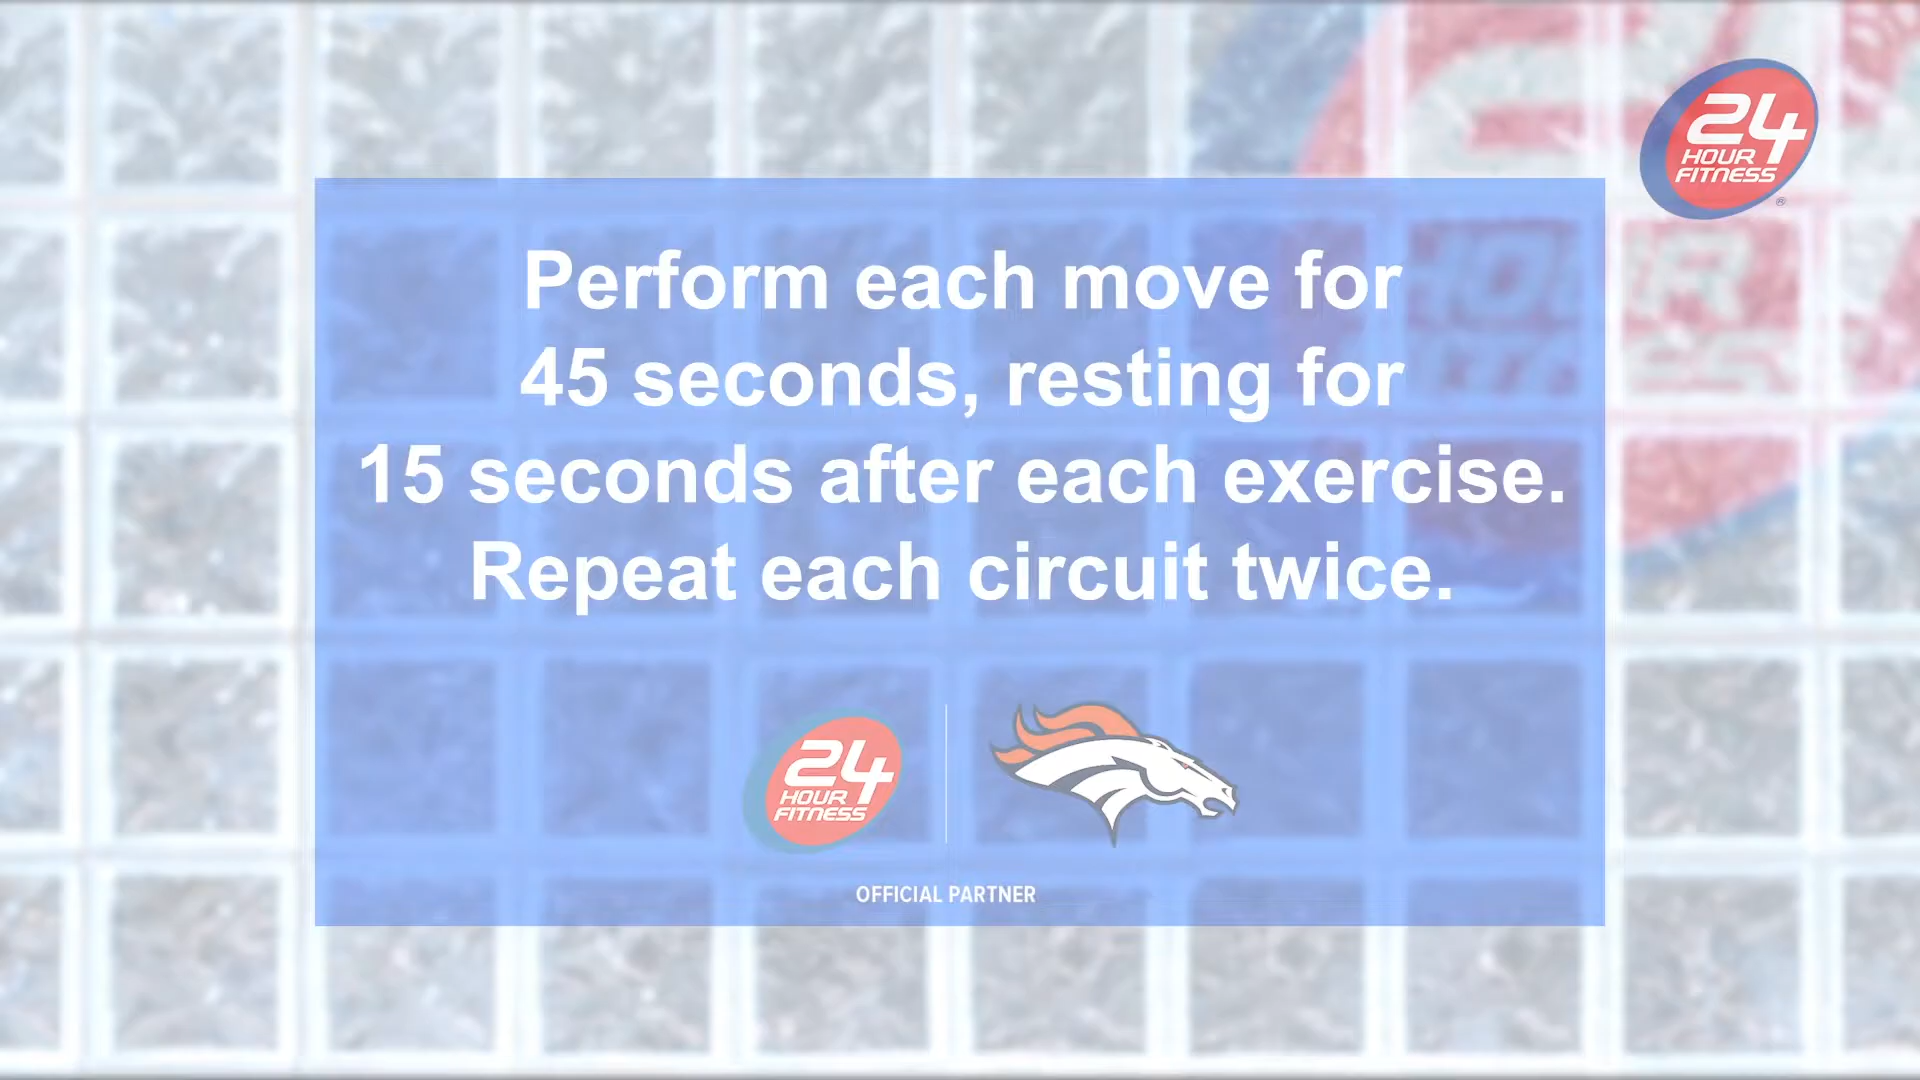 24
HOUR
FITNESS
®
Perform each move for
45 seconds, resting for
15 seconds after each exercise.
Repeat each circuit twice.
24
HOUR
FITNESS
OFFICIAL PARTNER